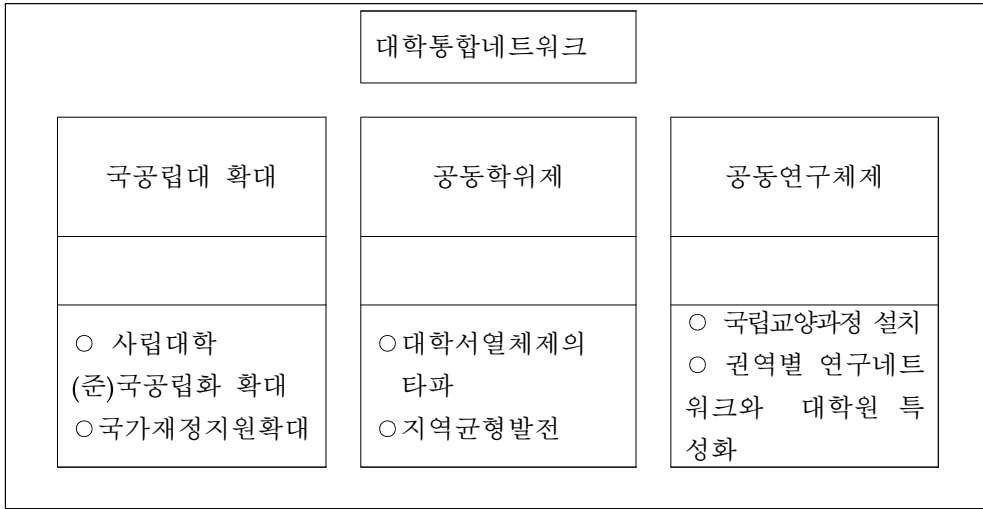 대학통합네트워크
국공립대 확대
공동학위제
공동연구체제
○ 사립대학
(준)국공립화 확대
○국가재정지원확대
○대학서열체제의
타파
○지역균형발전
○ 국립교양과정 설치
○ 권역별 연구네트
워크와 대학원 특
성화